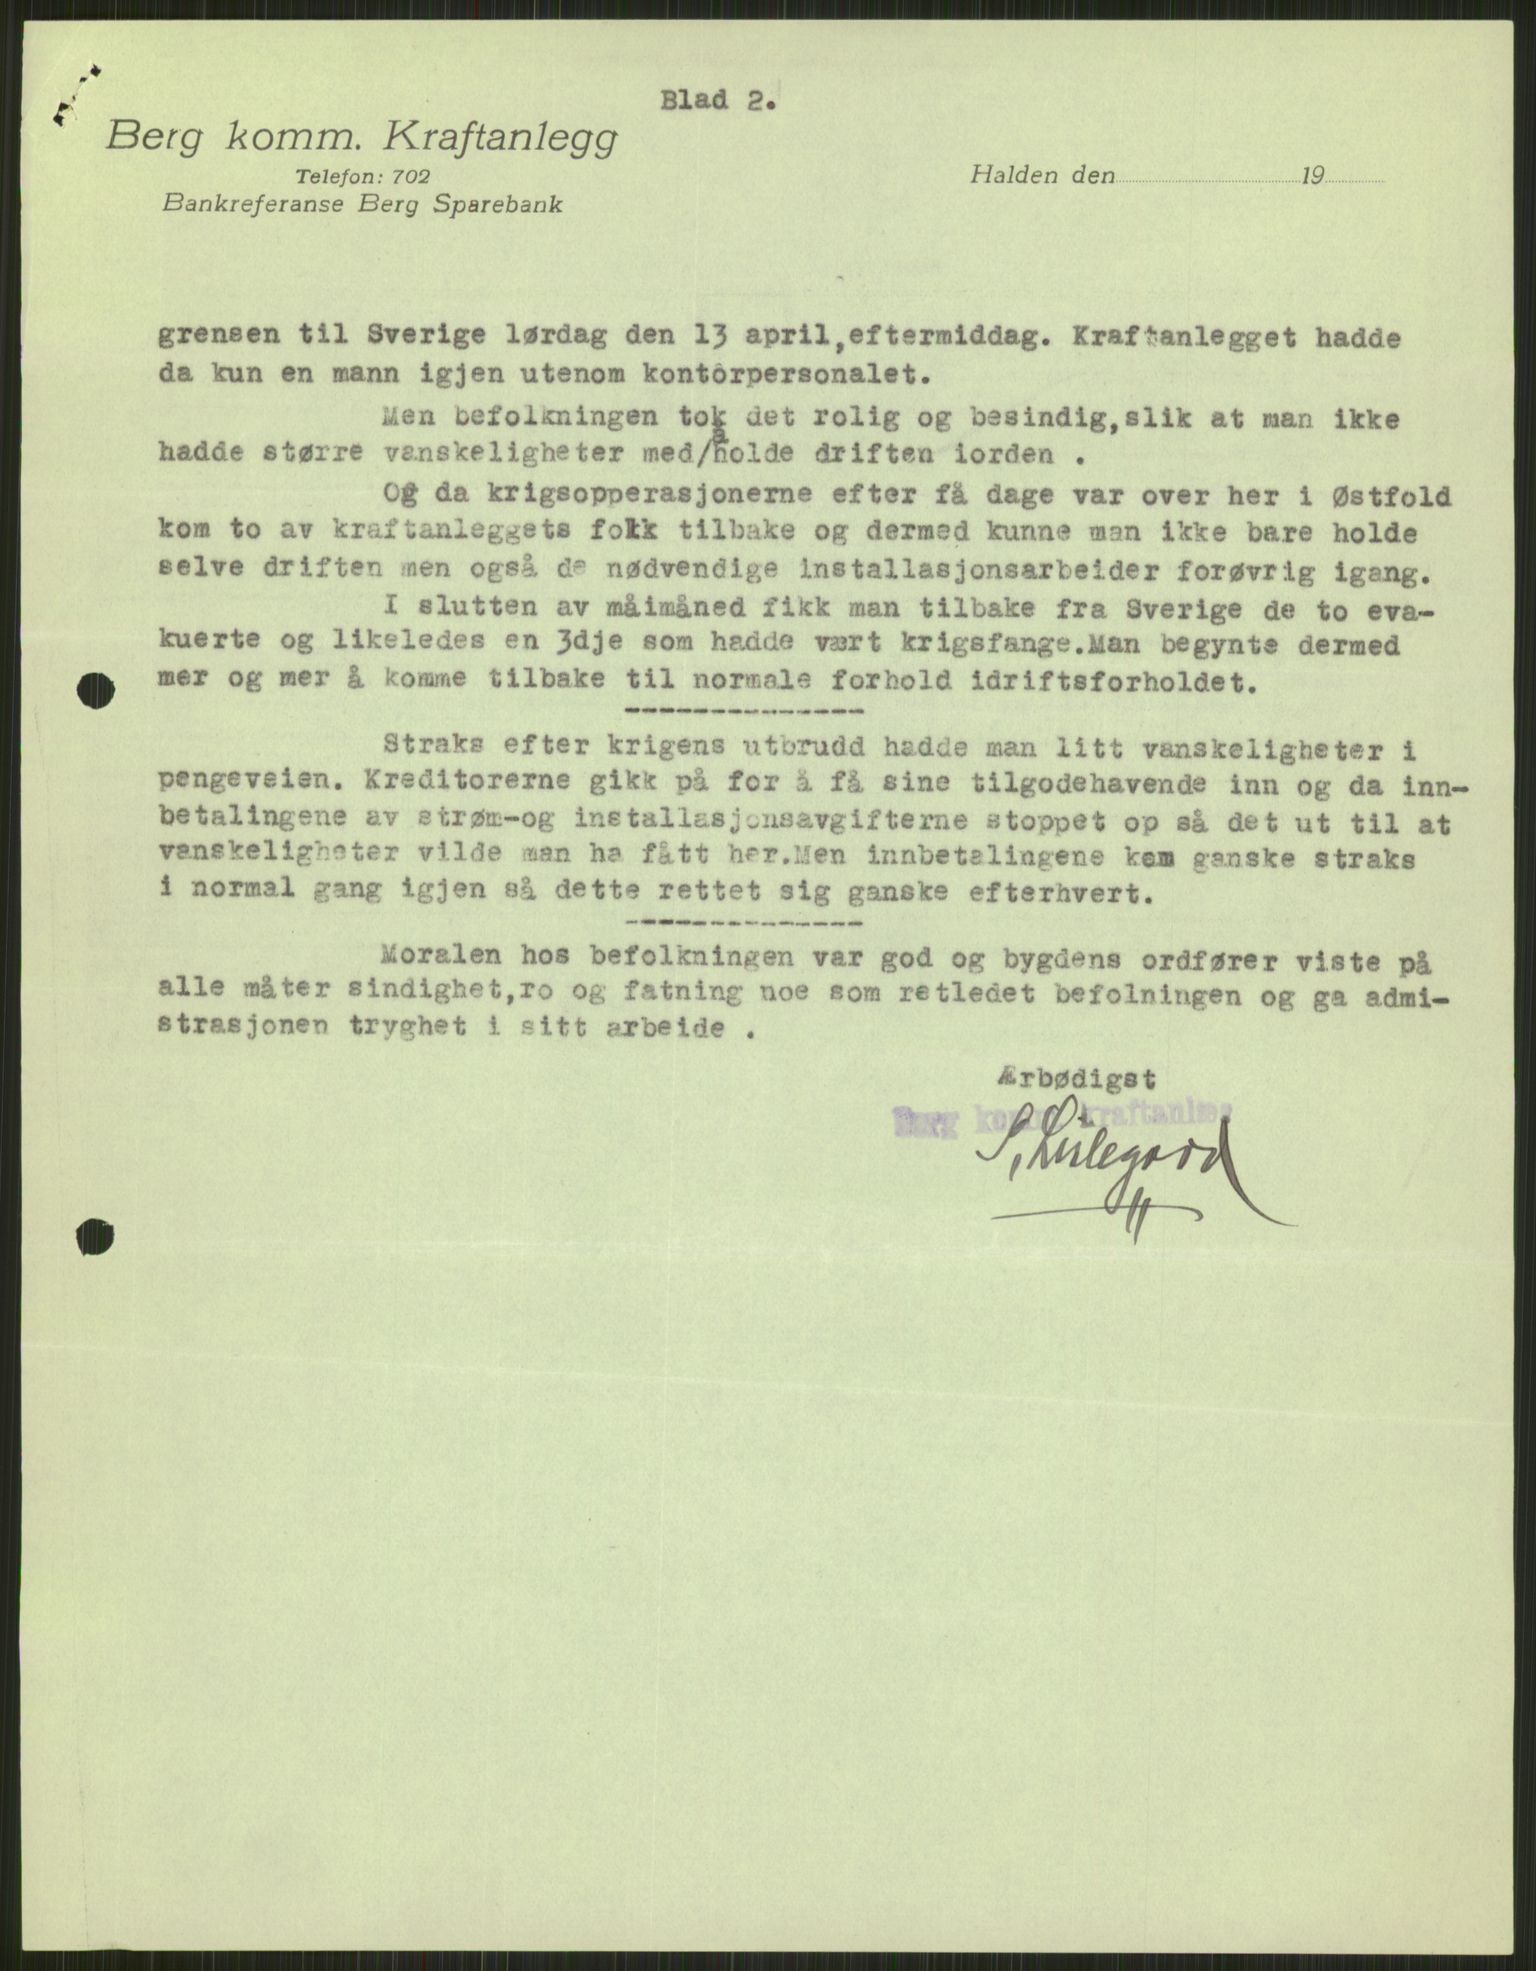 Blad 2.
Berg komm. Kraftanlegg
Telefon: 702
Bankreferanse Berg Sparebank
Halden den 19
grensen til Sverige lørdag den 13 april,eftermiddag. Kraftanlegget hadde
da kun en mann igjen utenom kontorpersonalet.
Men befolkningen tok det rolig og besindig,slik at man ikke
hadde større vanskeligheter med/å holde driften iorden .
Og da krigsopperasjonerne efter få dage var over her i Østfold
kom to av kraftanleggets folk tilbake og dermed kunne man ikke bare holde
selve driften men også de nødvendige installasjonsarbeider forøvrig igang.
I slutten av måimåned fikk man tilbake fra Sverige de to eva-
kuerte og likeledes en 3dje som hadde vært krigsfange.Man begynte dermed
mer og mer å komme tilbake til normale forhold idriftsforholdet.
--------------
Straks efter krigens utbrudd hadde man litt vanskeligheter i
pengeveien. Kreditorerne gikk på for å få sine tilgodehavende inn og da inn-
betalingene av strøm-og installasjonsavgifterne stoppet op så det ut til at
vanskeligheter vilde man ha fått her.Men innbetalingene kom ganske straks
i normal gang igjen så dette rettet sig ganske efterhvert.
--------------
Moralen hos befolkningen var god og bygdens ordfører viste på
alle måter sindighet,ro og fatning noe som retledet befolningen og ga admi-
strasjonen tryghet i sitt arbeide .
Ærbødigst
Berg komm. kraftanleg